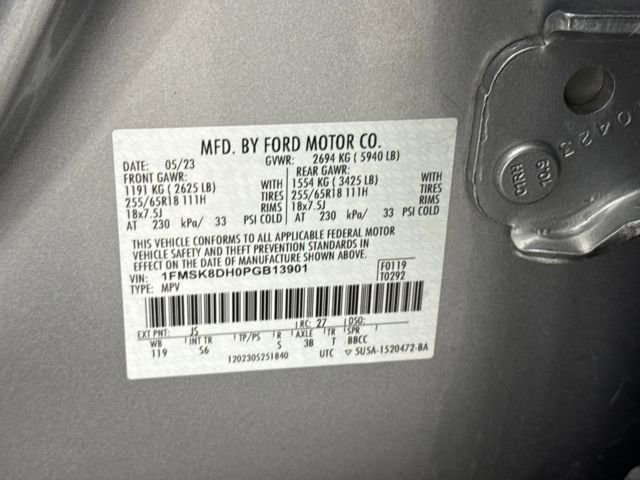 MFD. BY FORD MOTOR CO.
DATE: 05/23 GVWR: 2694 KG ( 5940 LB)
FRONT GAWR: REAR GAWR:
1191 KG ( 2625 LB) WITH 1554 KG ( 3425 LB) WITH
255/65R18 111H TIRES 255/65R18 111H TIRES
18x7.5J RIMS 18x7.5J RIMS
AT 230 kPa/ 33 PSI COLD AT 230 kPa/ 33 PSI COLD
THIS VEHICLE CONFORMS TO ALL APPLICABLE FEDERAL MOTOR
VEHICLE SAFETY AND THEFT PREVENTION STANDARDS IN
EFFECT ON THE DATE OF MANUFACTURE SHOWN ABOVE.
VIN: 1FMSK8DH0PGB13901 F0119
TYPE: MPV T0292
EXT PNT: JS RC: 27 DSO:
WB INT TR TP/PS R AXLE TR SPR
119 S6 S 3B T BBCC
1202305251840 UTC ▽ 5U5A-1520472-BA
0423